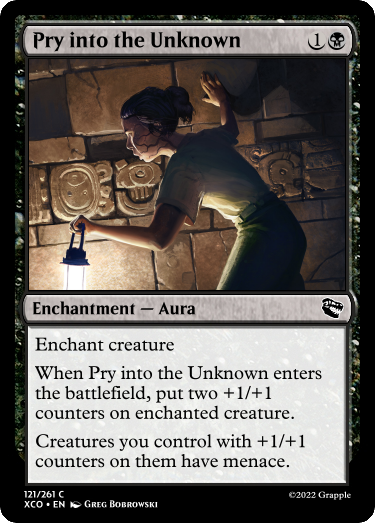 Pry into the Unknown 1
Enchantment — Aura
Enchant creature
When Pry into the Unknown enters
the battlefield, put two +1/+1
counters on enchanted creature.
Creatures you control with +1/+1
counters on them have menace.
121/261 C
XCO • EN Greg Bobrowski
©2022 Grapple